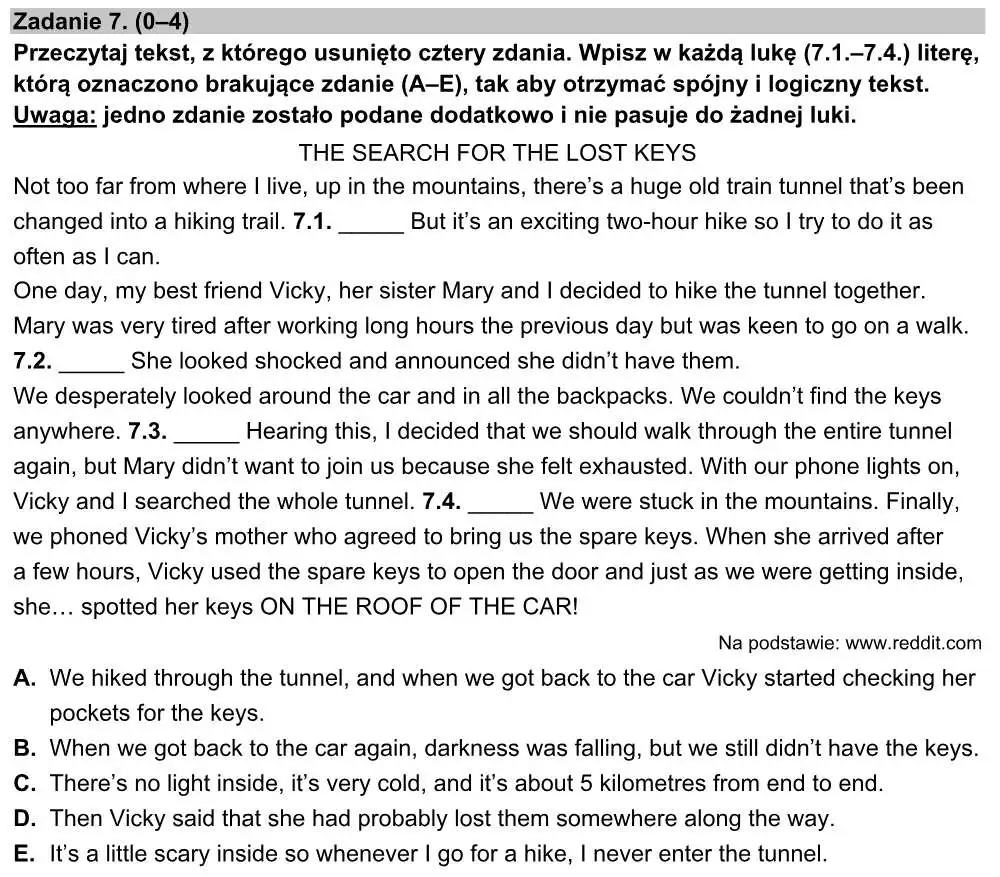 Zadanie 7. (0–4)
Przeczytaj tekst, z którego usunięto cztery zdania. Wpisz w każdą lukę (7.1.–7.4.) literę,
którą oznaczono brakujące zdanie (A–E), tak aby otrzymać spójny i logiczny tekst.
Uwaga: jedno zdanie zostało podane dodatkowo i nie pasuje do żadnej luki.
THE SEARCH FOR THE LOST KEYS
Not too far from where I live, up in the mountains, there’s a huge old train tunnel that’s been
changed into a hiking trail. 7.1. _____ But it’s an exciting two-hour hike so I try to do it as
often as I can.
One day, my best friend Vicky, her sister Mary and I decided to hike the tunnel together.
Mary was very tired after working long hours the previous day but was keen to go on a walk.
7.2. _____ She looked shocked and announced she didn’t have them.
We desperately looked around the car and in all the backpacks. We couldn’t find the keys
anywhere. 7.3. _____ Hearing this, I decided that we should walk through the entire tunnel
again, but Mary didn’t want to join us because she felt exhausted. With our phone lights on,
Vicky and I searched the whole tunnel. 7.4. _____ We were stuck in the mountains. Finally,
we phoned Vicky’s mother who agreed to bring us the spare keys. When she arrived after
a few hours, Vicky used the spare keys to open the door and just as we were getting inside,
she… spotted her keys ON THE ROOF OF THE CAR!
Na podstawie: www.reddit.com
A. We hiked through the tunnel, and when we got back to the car Vicky started checking her
pockets for the keys.
B. When we got back to the car again, darkness was falling, but we still didn’t have the keys.
C. There’s no light inside, it’s very cold, and it’s about 5 kilometres from end to end.
D. Then Vicky said that she had probably lost them somewhere along the way.
E. It’s a little scary inside so whenever I go for a hike, I never enter the tunnel.